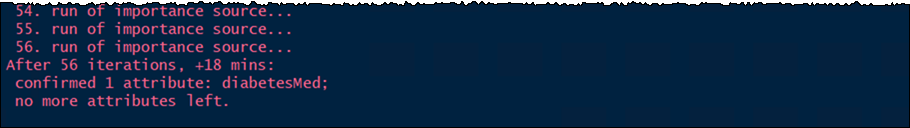 54. run of importance source...
55. run of importance source...
56. run of importance source...
After 56 iterations, +18 mins:
confirmed 1 attribute: diabetesMed;
no more attributes left.